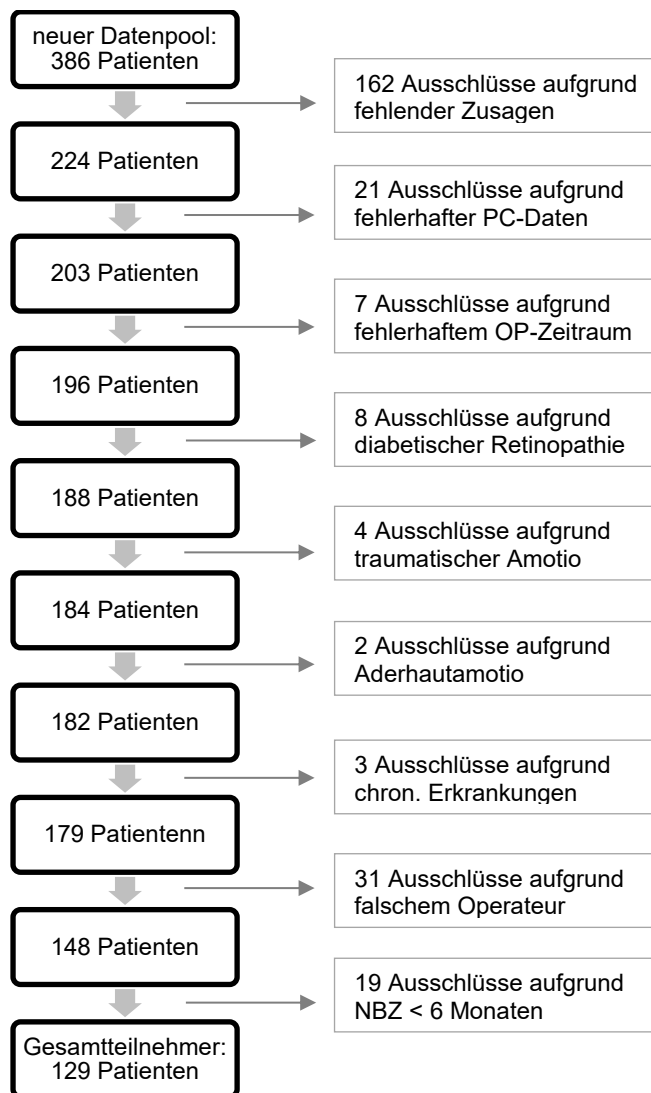 neuer Datenpool:
386 Patienten
162 Ausschlüsse aufgrund
fehlender Zusagen
224 Patienten
21 Ausschlüsse aufgrund
fehlerhafter PC-Daten
203 Patienten
7 Ausschlüsse aufgrund
fehlerhaftem OP-Zeitraum
196 Patienten
8 Ausschlüsse aufgrund
diabetischer Retinopathie
188 Patienten
4 Ausschlüsse aufgrund
traumatischer Amotio
184 Patienten
2 Ausschlüsse aufgrund
Aderhautamotio
182 Patienten
3 Ausschlüsse aufgrund
chron. Erkrankungen
179 Patientenn
31 Ausschlüsse aufgrund
falschem Operateur
148 Patienten
19 Ausschlüsse aufgrund
NBZ < 6 Monaten
Gesamtteilnehmer:
129 Patienten